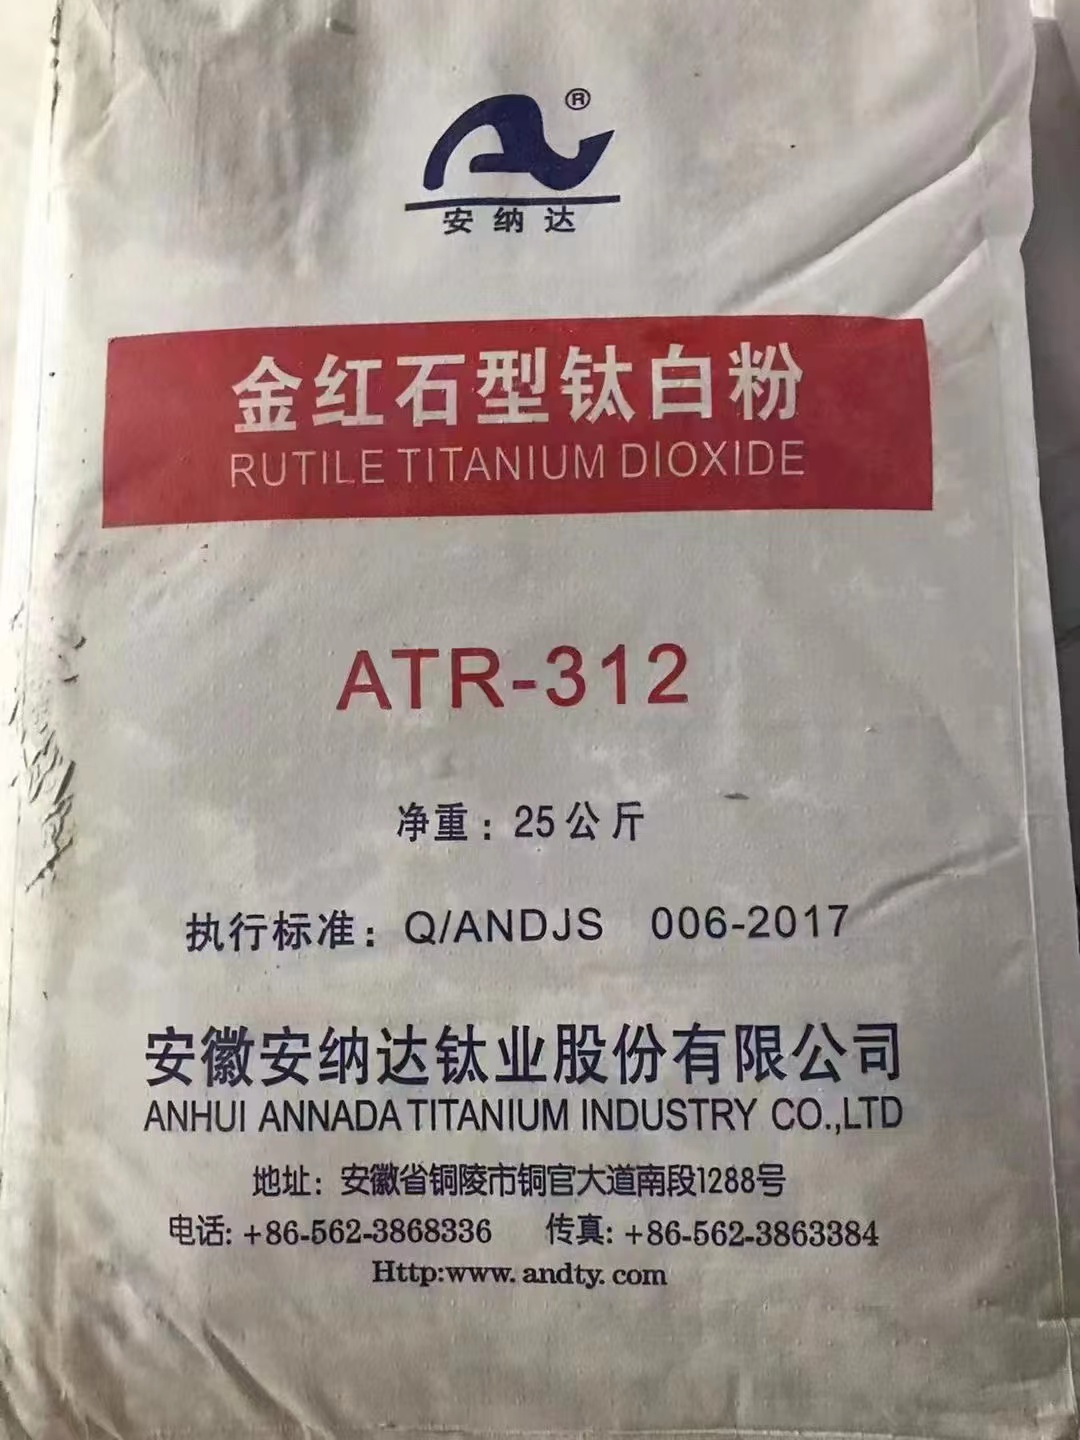 ®
安纳达
金红石型钛白粉
RUTILE TITANIUM DIOXIDE
ATR-312
净重：25公斤
执行标准：Q/ANDJS 006-2017
安徽安纳达钛业股份有限公司
ANHUI ANNADA TITANIUM INDUSTRY CO.,LTD
地址：安徽省铜陵市铜官大道南段1288号
电话: +86-562-3868336 传真: +86-562-3863384
Http:www.andty.com